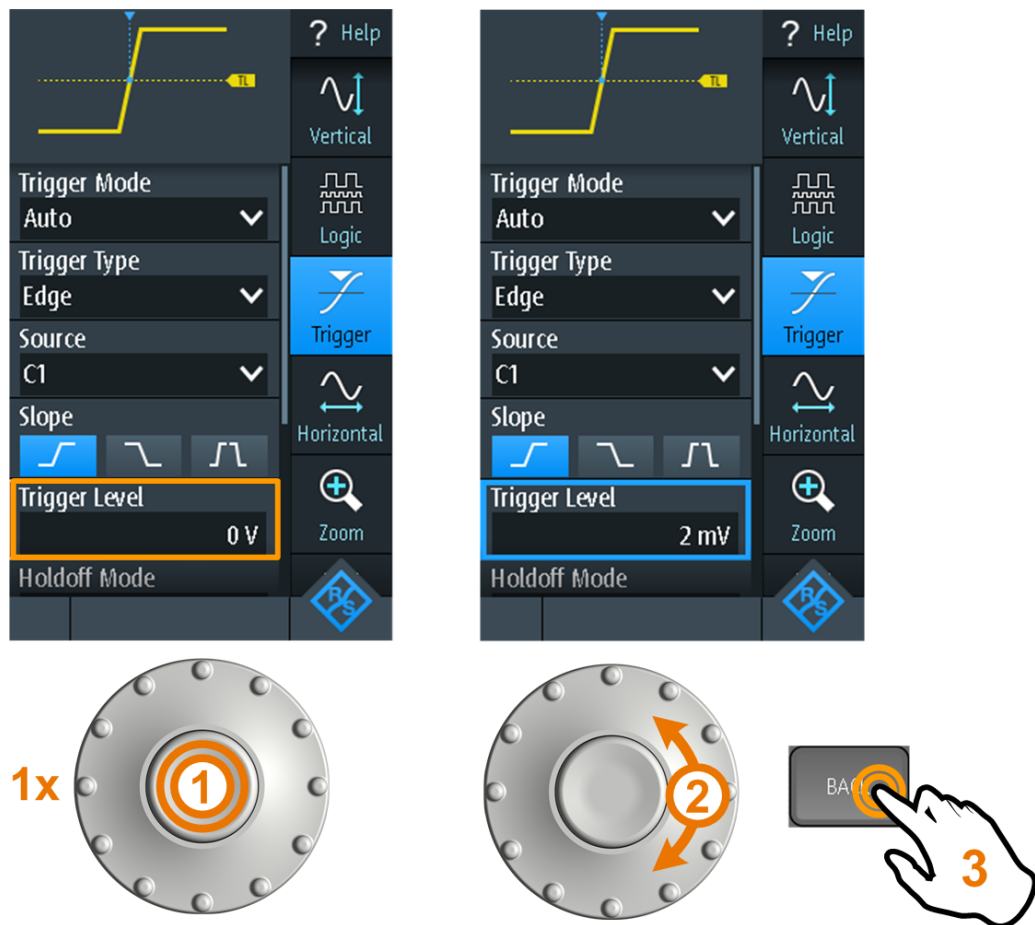 ? Help
TL
Vertical
Trigger Mode
Auto
Logic
Trigger Type
Edge
Source
Trigger
C1
Slope
Horizontal
Trigger Level
0 V
Zoom
Holdoff Mode
R&S
? Help
TL
Vertical
Trigger Mode
Auto
Logic
Trigger Type
Edge
Source
Trigger
C1
Slope
Horizontal
Trigger Level
2 mV
Zoom
Holdoff Mode
R&S
1x
1
2
BAC
3